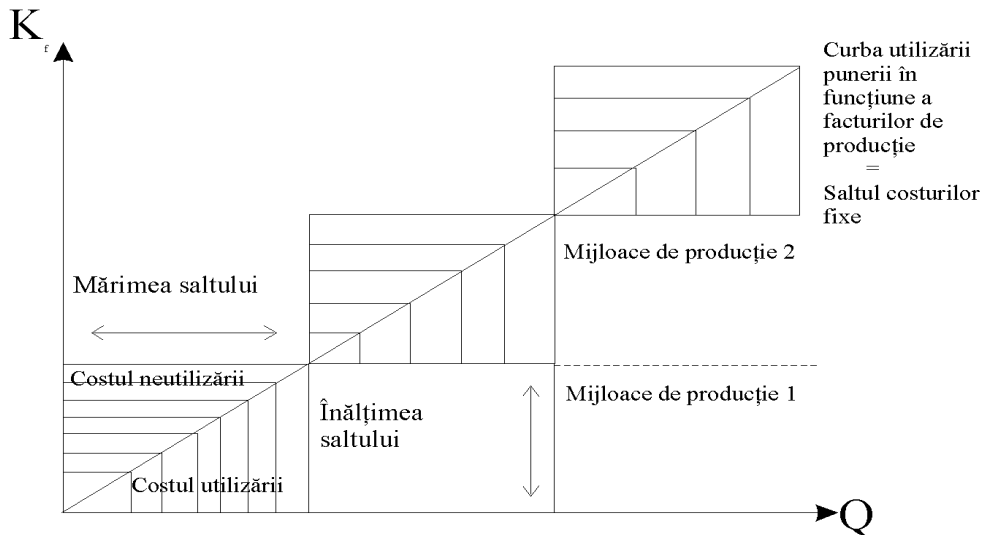 K
f
Curba utilizării
punerii în
funcțiune a
facturilor de
producție
=
Saltul costurilor
fixe
Mijloace de producție 2
Mărimea saltului
Costul neutilizării
Mijloace de producție 1
Înălțimea
saltului
Costul utilizării
Q